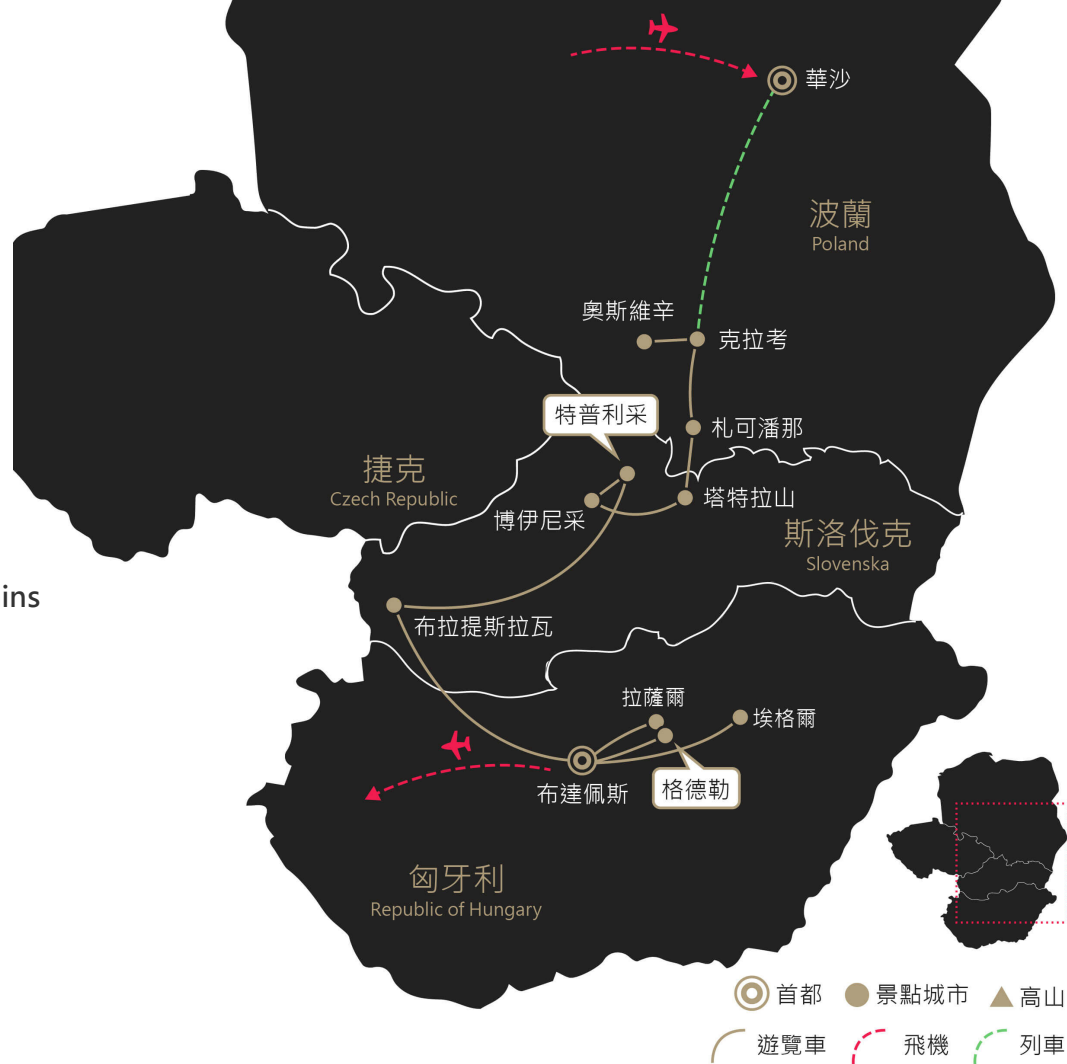 華沙
波蘭
Poland
奧斯維辛
克拉考
特普利采
札可潘那
捷克
Czech Republic
塔特拉山
博伊尼采
斯洛伐克
Slovenska
ins
布拉提斯拉瓦
拉薩爾
埃格爾
布達佩斯
格德勒
匈牙利
Republic of Hungary
首都 景點城市 高山
遊覽車 飛機 列車